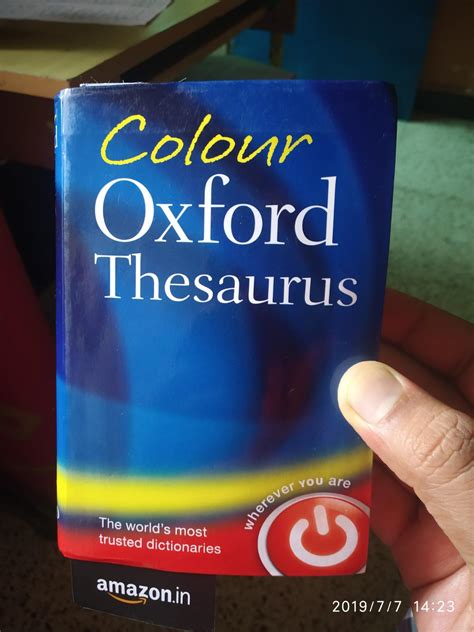 Colour
Oxford
Thesaurus
wherever YOU are
The world's most
trusted dictionaries
amazon.in
2019/7/7 14:23